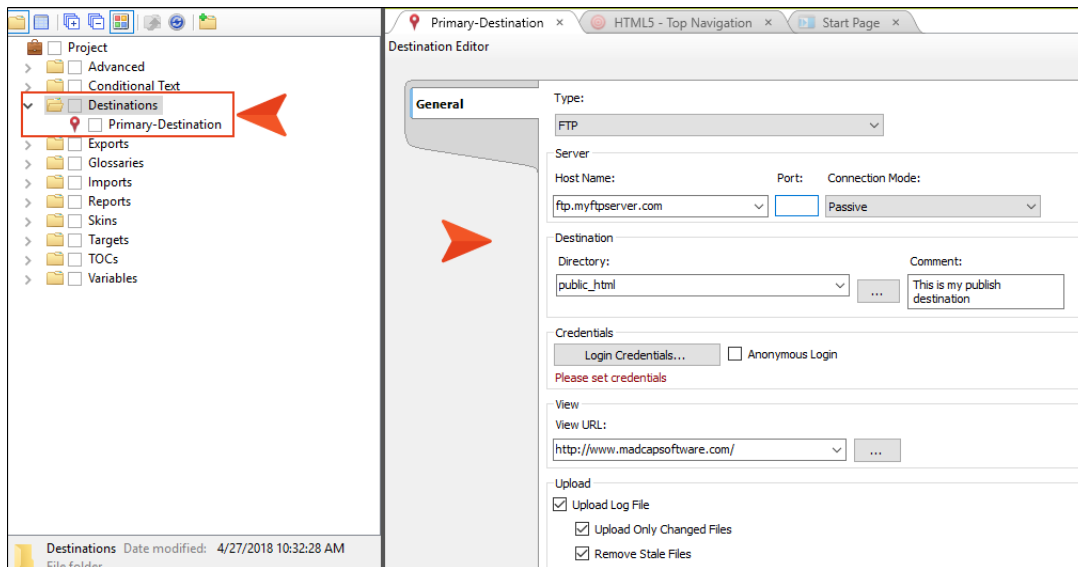 Project
Advanced
Conditional Text
Destinations
Primary-Destination
Exports
Glossaries
Imports
Reports
Skins
Targets
TOCs
Variables
Destinations Date modified: 4/27/2018 10:32:28 AM
File folder
Primary-Destination
HTML5 - Top Navigation
Start Page
Destination Editor
General
Type:
FTP
Server
Host Name: Port: Connection Mode:
ftp.myftpserver.com Passive
Destination
Directory: Comment:
public_html ... This is my publish
destination
Credentials
Login Credentials... Anonymous Login
Please set credentials
View
View URL:
http://www.madcapsoftware.com/ ...
Upload
Upload Log File
Upload Only Changed Files
Remove Stale Files